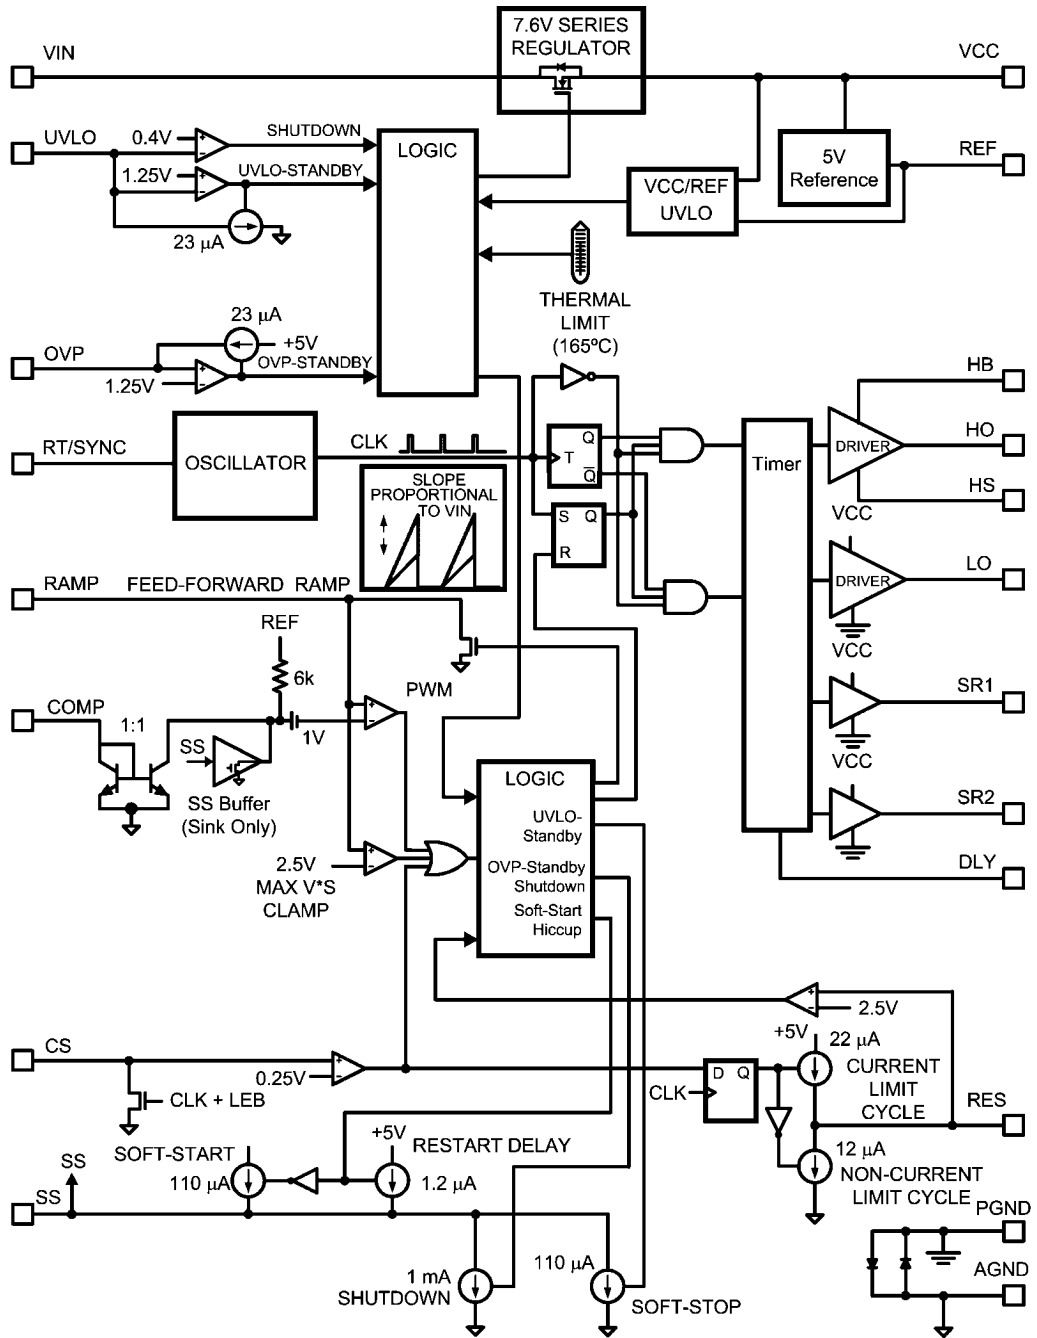 7.6V SERIES
REGULATOR
VIN
VCC
UVLO
0.4V
+
−
SHUTDOWN
LOGIC
1.25V
+
−
UVLO-STANDBY
23 µA
5V
Reference
REF
VCC/REF
UVLO
THERMAL
LIMIT
(165ºC)
23 µA
+5V
OVP
+
−
1.25V
OVP-STANDBY
HB
RT/SYNC
OSCILLATOR
CLK
T
Q
Q̅
Timer
DRIVER
HO
HS
VCC
SLOPE
PROPORTIONAL
TO VIN
S Q
R
DRIVER
LO
VCC
RAMP
FEED-FORWARD RAMP
REF
6k
PWM
COMP
1:1
SS
1V
+
−
SS Buffer
(Sink Only)
SR1
VCC
LOGIC
UVLO-
Standby
OVP-Standby
Shutdown
Soft-Start
Hiccup
SR2
2.5V
+
−
MAX V*S
CLAMP
DLY
+
−
2.5V
CS
0.25V
+
−
CLK + LEB
D Q
CLK
+5V
22 µA
CURRENT
LIMIT
CYCLE
RES
12 µA
NON-CURRENT
LIMIT CYCLE
SOFT-START
110 µA
+5V
RESTART DELAY
1.2 µA
SS
SS
1 mA
SHUTDOWN
110 µA
SOFT-STOP
PGND
AGND